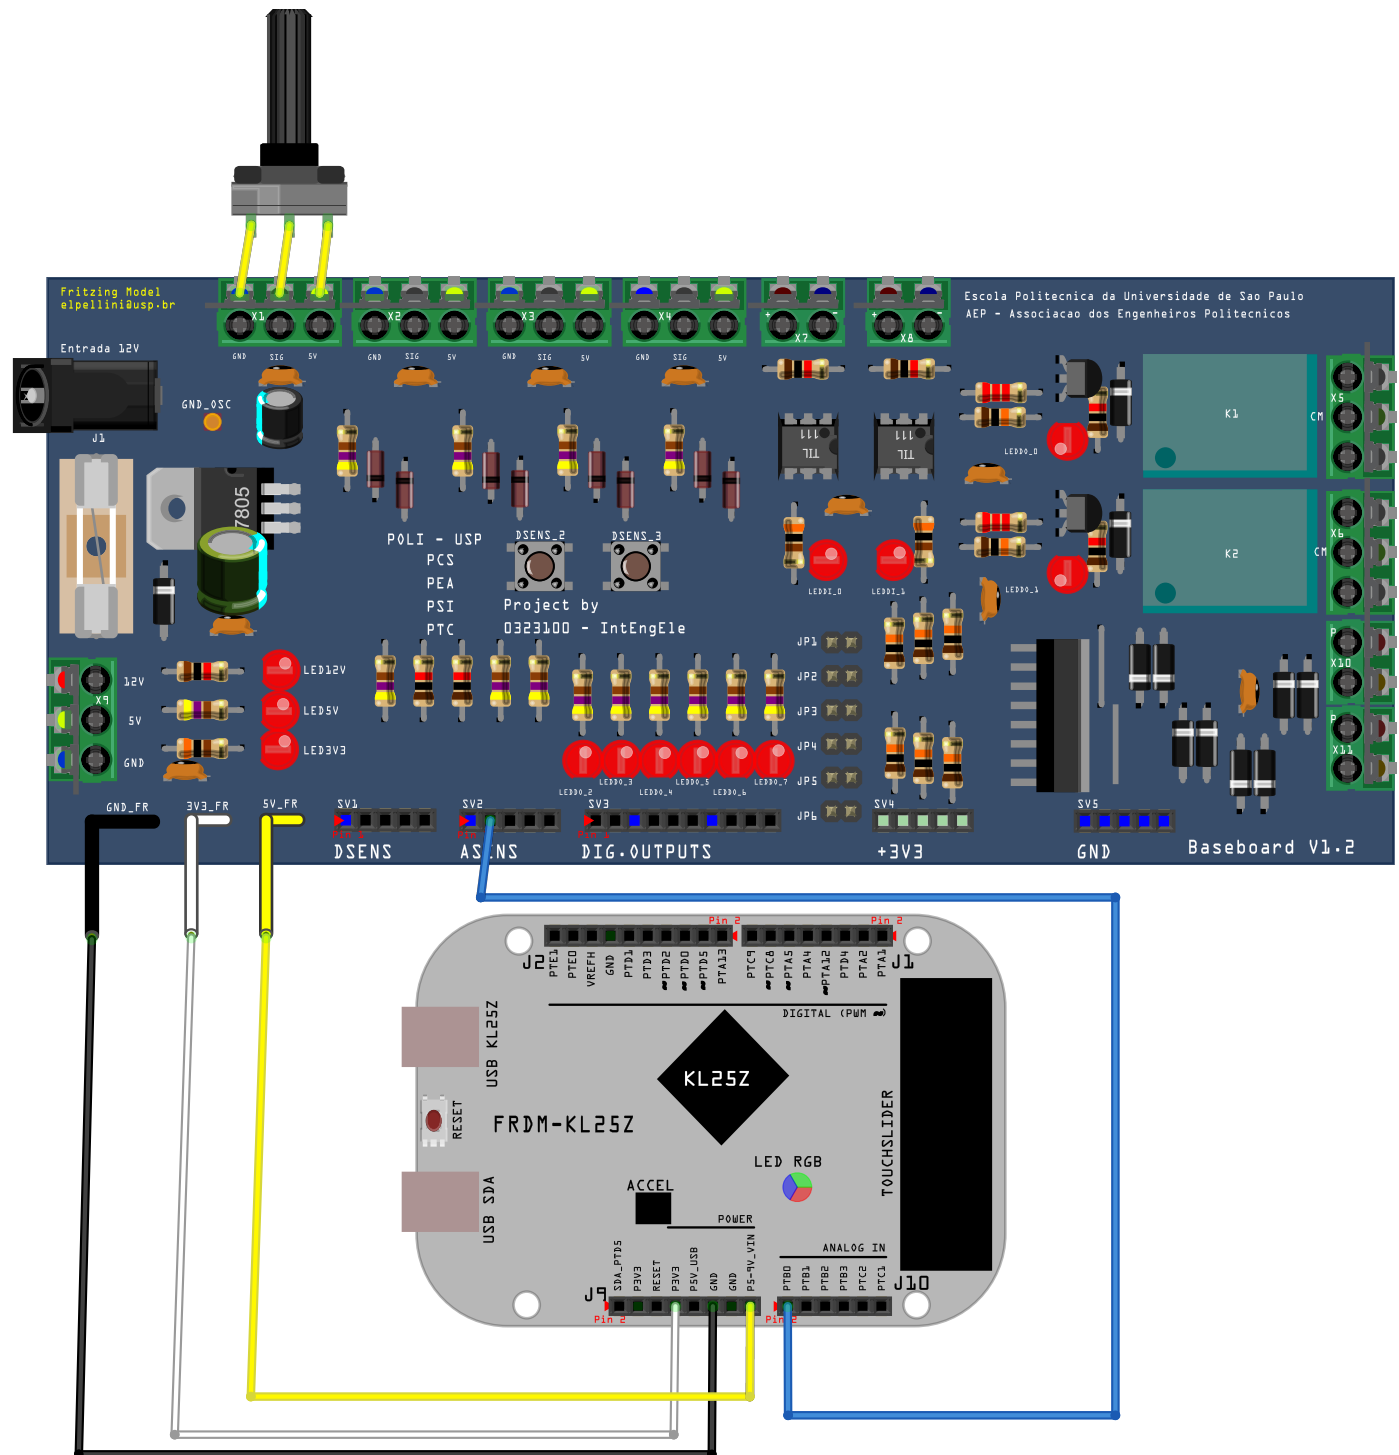 Fritzing Model
elpellini@usp.br
Escola Politecnica da Universidade de Sao Paulo
AEP - Associacao dos Engenheiros Politecnicos
X1
X2
X3
X4
+ -
X7
+ -
X8
GND SIG 5V
GND SIG 5V
GND SIG 5V
GND SIG 5V
Entrada 12V
J1
GND_OSC
7805
TIL
111
TIL
111
LEDDO_0
K1
X5
CM
LEDDO_1
K2
X6
CM
POLI - USP
PCS
PEA
PSI
PTC
DSENS_2
DSENS_3
Project by
0323100 - IntEngEle
LEDDI_0
LEDDI_1
JP1
JP2
JP3
JP4
JP5
JP6
P
X10
P
X11
12V
X9
5V
GND
LED12V
LED5V
LED3V3
LEDDO_2
LEDDO_3
LEDDO_4
LEDDO_5
LEDDO_6
LEDDO_7
GND_FR
3V3_FR
5V_FR
SV1
DSENS
SV2
ASENS
SV3
DIG.OUTPUTS
SV4
+3V3
SV5
GND
Baseboard V1.2
Pin 2
Pin 2
J2
PTE1
PTE0
VREFH
GND
PTD1
PTD3
PTD2
PTD0
PTD5
PTA13
PTC9
PTC8
PTA5
PTA4
PTA12
PTD4
PTA2
PTA1
J1
DIGITAL (PWM )
USB KL25Z
KL25Z
RESET
FRDM-KL25Z
LED RGB
TOUCHSLIDER
ACCEL
USB SDA
POWER
ANALOG IN
J9
SDA_PTD5
P3V3
RESET
P3V3
P5V_USB
GND
GND
P5-9V_VIN
PTB0
PTB1
PTB2
PTB3
PTC2
PTC1
J10
Pin 2
Pin 2